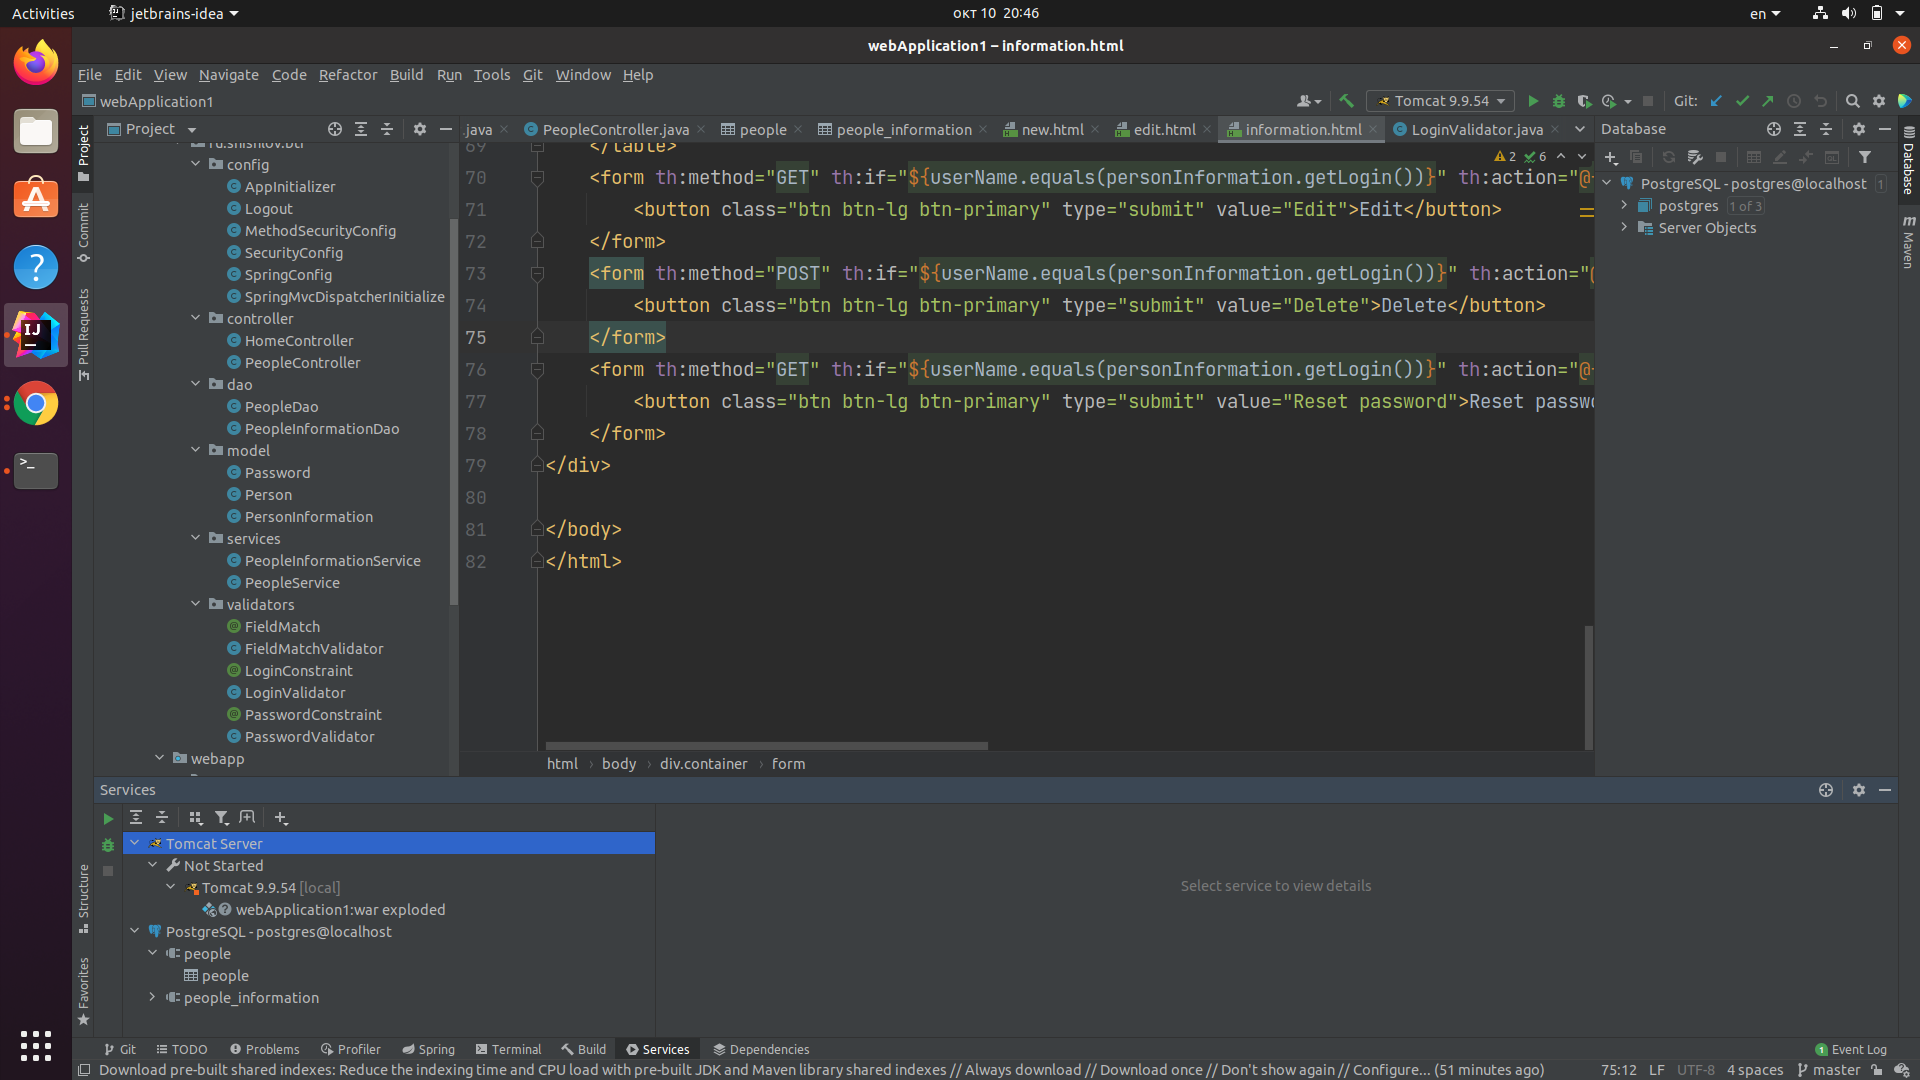 Activities jetbrains-idea окт 10 20:46 en
webApplication1 – information.html
File Edit View Navigate Code Refactor Build Run Tools Git Window Help
webApplication1 Tomcat 9.9.54 Git:
Project
.java PeopleController.java people people_information new.html edit.html information.html LoginValidator.java
Database
config
AppInitializer
Logout
MethodSecurityConfig
SecurityConfig
SpringConfig
SpringMvcDispatcherInitialize
controller
HomeController
PeopleController
dao
PeopleDao
PeopleInformationDao
model
Password
Person
PersonInformation
services
PeopleInformationService
PeopleService
validators
FieldMatch
FieldMatchValidator
LoginConstraint
LoginValidator
PasswordConstraint
PasswordValidator
webapp
2 6
69 </table>
70 <form th:method="GET" th:if="${userName.equals(personInformation.getLogin())}" th:action="@
71 <button class="btn btn-lg btn-primary" type="submit" value="Edit">Edit</button>
72 </form>
73 <form th:method="POST" th:if="${userName.equals(personInformation.getLogin())}" th:action="@
74 <button class="btn btn-lg btn-primary" type="submit" value="Delete">Delete</button>
75 </form>
76 <form th:method="GET" th:if="${userName.equals(personInformation.getLogin())}" th:action="@
77 <button class="btn btn-lg btn-primary" type="submit" value="Reset password">Reset passwo
78 </form>
79 </div>
80
81 </body>
82 </html>
html › body › div.container › form
PostgreSQL - postgres@localhost 1
postgres 1 of 3
Server Objects
Project
Commit
Pull Requests
Structure
Favorites
Database
Maven
Services
Tomcat Server
Not Started
Tomcat 9.9.54 [local]
webApplication1:war exploded
PostgreSQL - postgres@localhost
people
people
people_information
Select service to view details
Git TODO Problems Profiler Spring Terminal Build Services Dependencies 1 Event Log
Download pre-built shared indexes: Reduce the indexing time and CPU load with pre-built JDK and Maven library shared indexes // Always download // Download once // Don't show again // Configure... (51 minutes ago) 75:12 LF UTF-8 4 spaces master